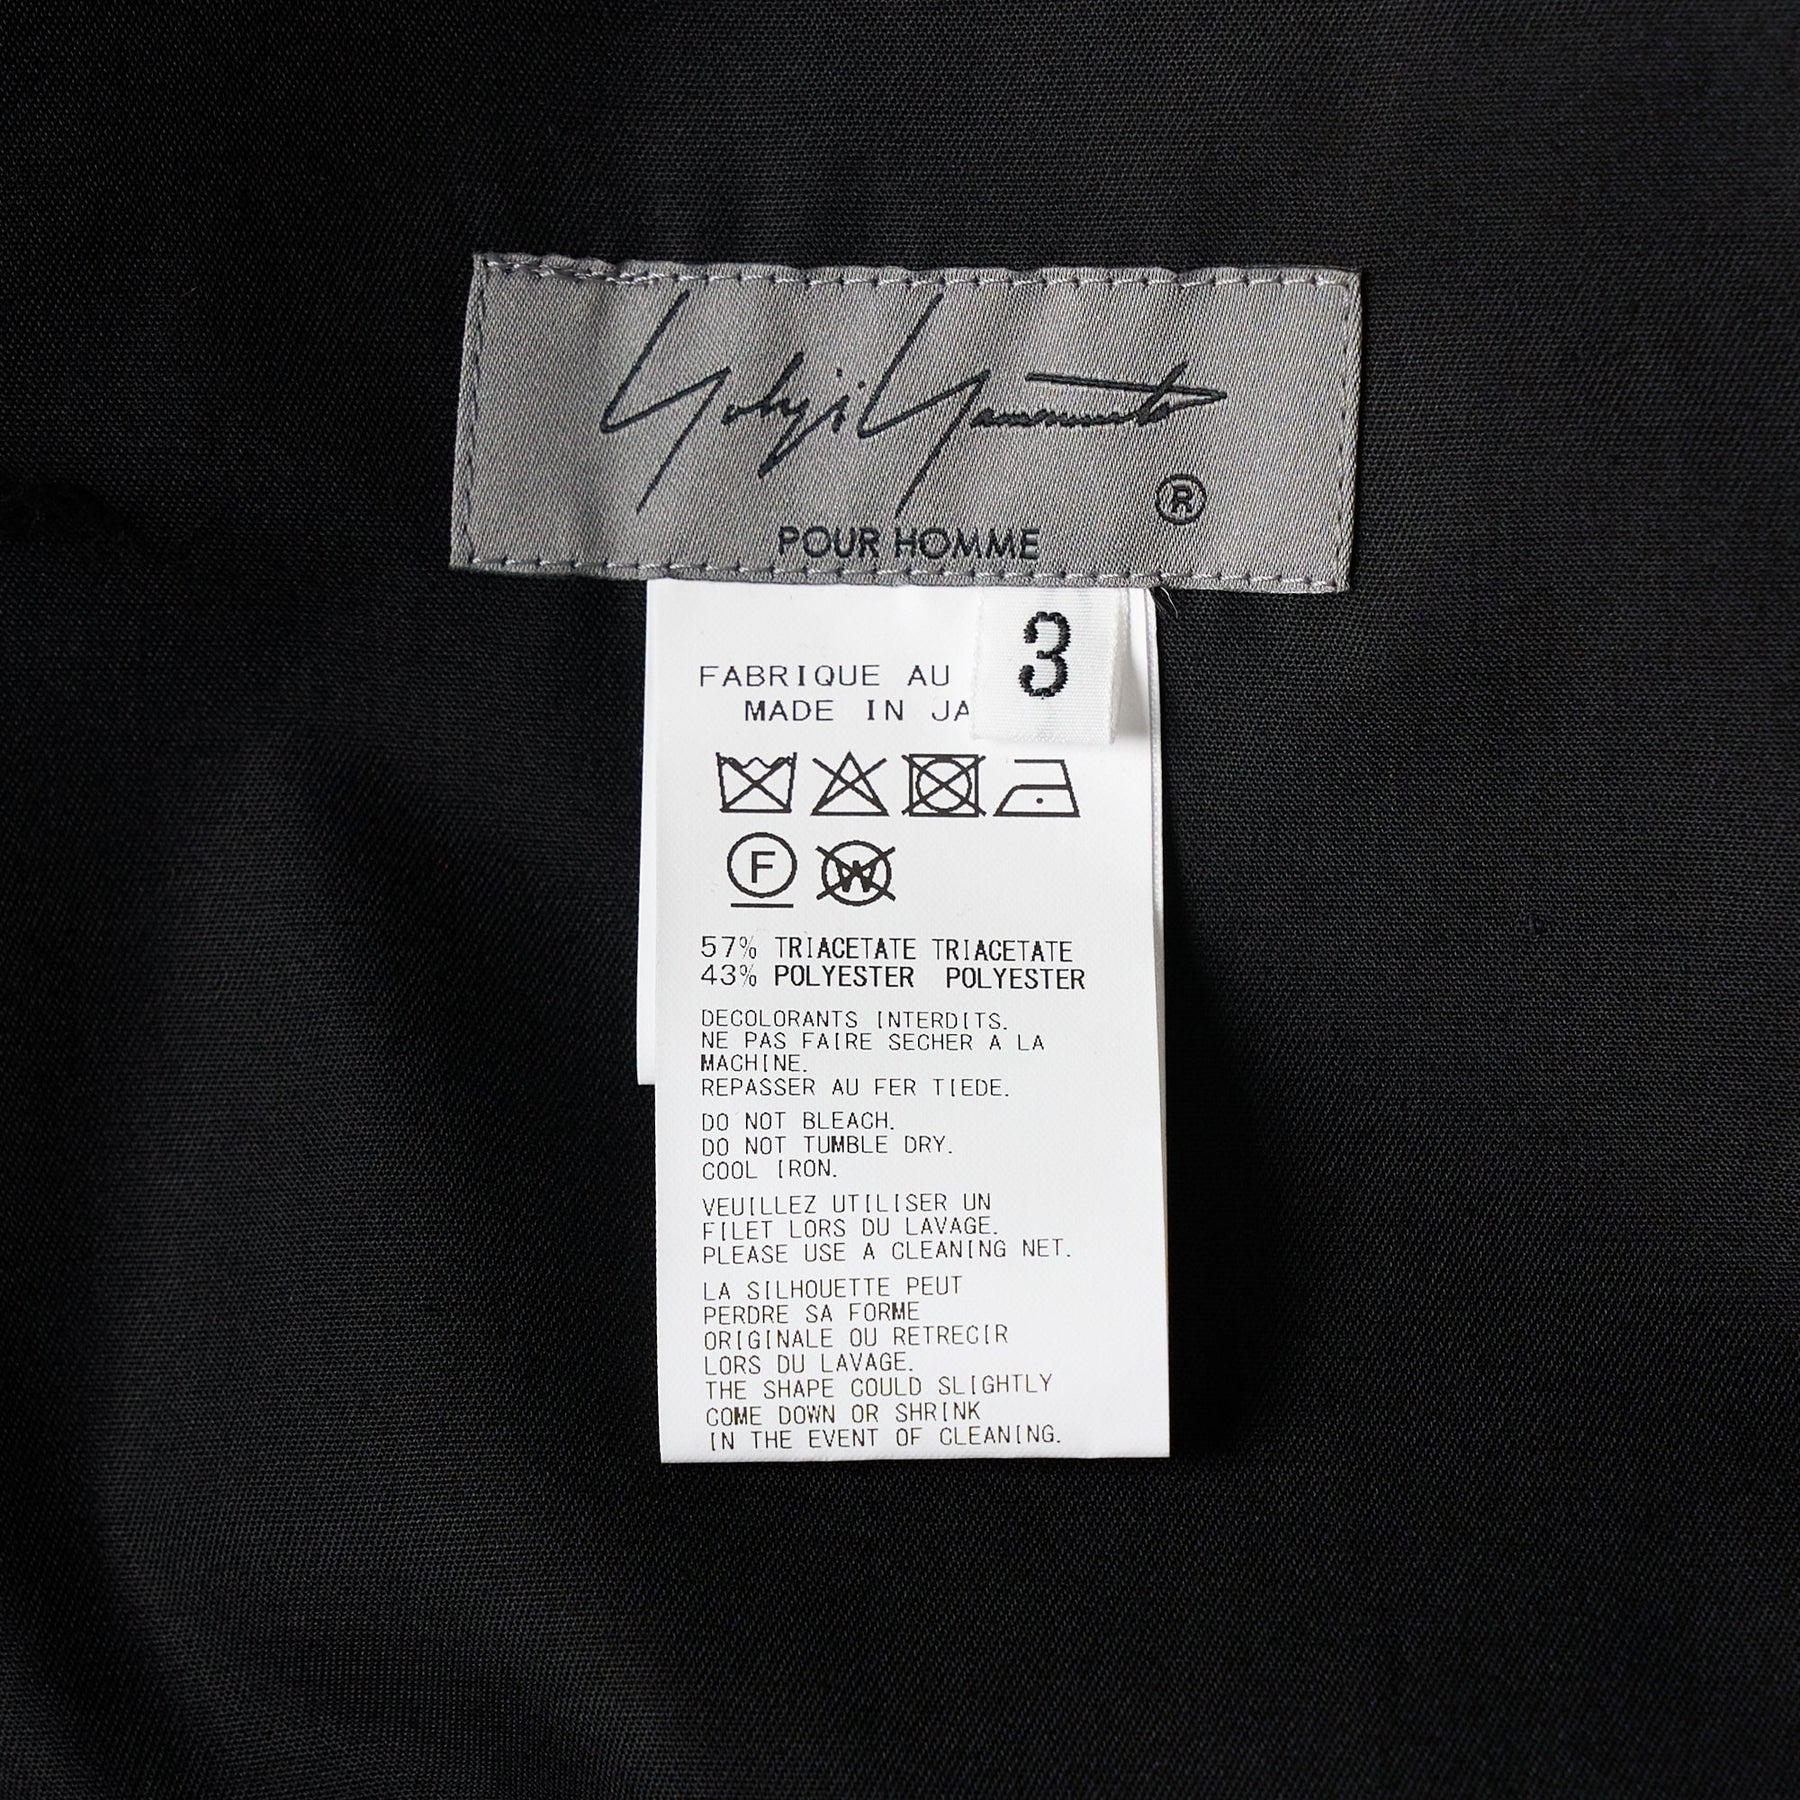 Yohji Yamamoto
®
POUR HOMME
3
FABRIQUE AU
MADE IN JA
F
W
57% TRIACETATE TRIACETATE
43% POLYESTER POLYESTER
DECOLORANTS INTERDITS.
NE PAS FAIRE SECHER A LA
MACHINE.
REPASSER AU FER TIEDE.
DO NOT BLEACH.
DO NOT TUMBLE DRY.
COOL IRON.
VEUILLEZ UTILISER UN
FILET LORS DU LAVAGE.
PLEASE USE A CLEANING NET.
LA SILHOUETTE PEUT
PERDRE SA FORME
ORIGINALE OU RETRECIR
LORS DU LAVAGE.
THE SHAPE COULD SLIGHTLY
COME DOWN OR SHRINK
IN THE EVENT OF CLEANING.